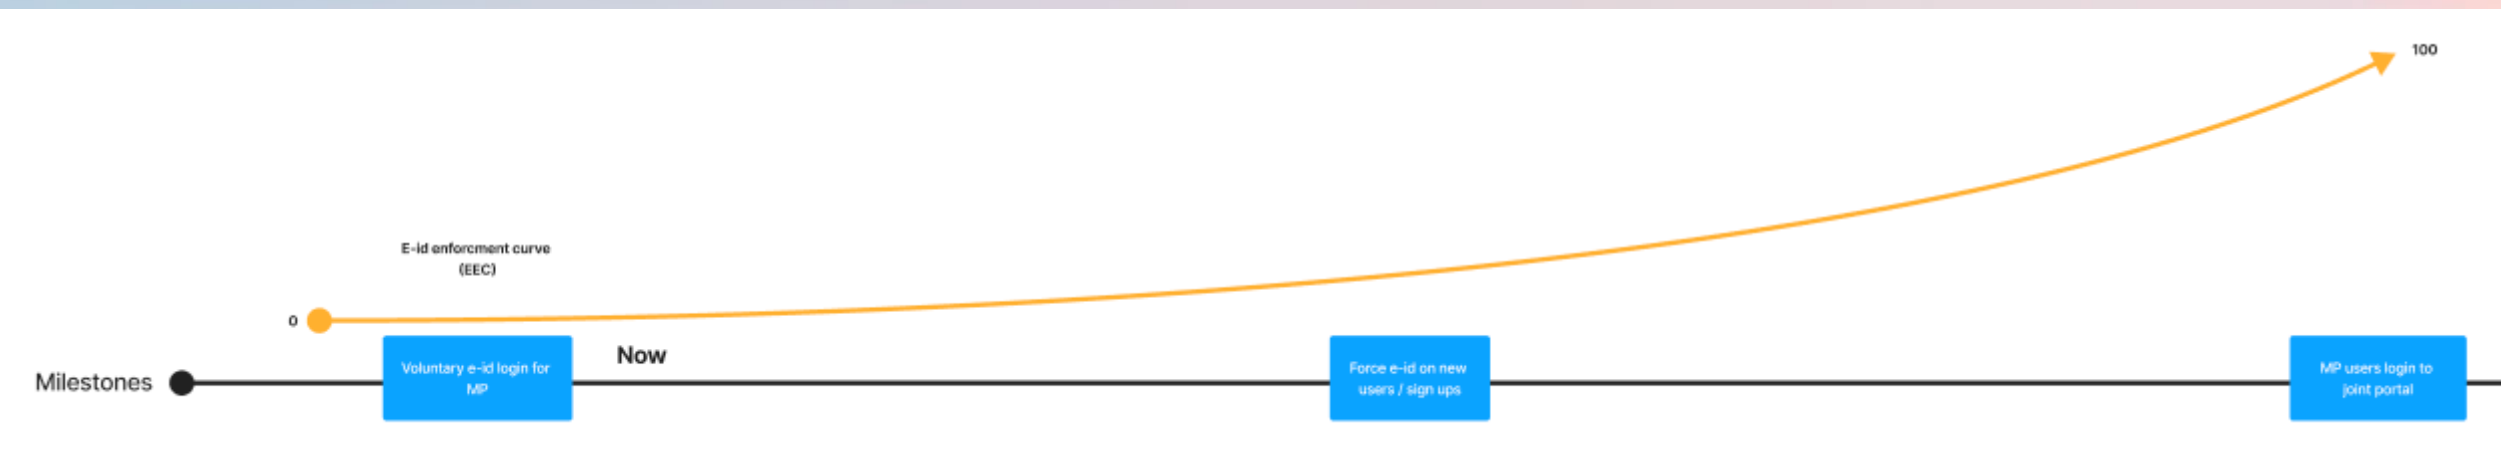 100
E-id enforcment curve
(EEC)
0
Milestones
Voluntary e-id login for
MP
Now
Force e-id on new
users / sign ups
MP users login to
joint portal